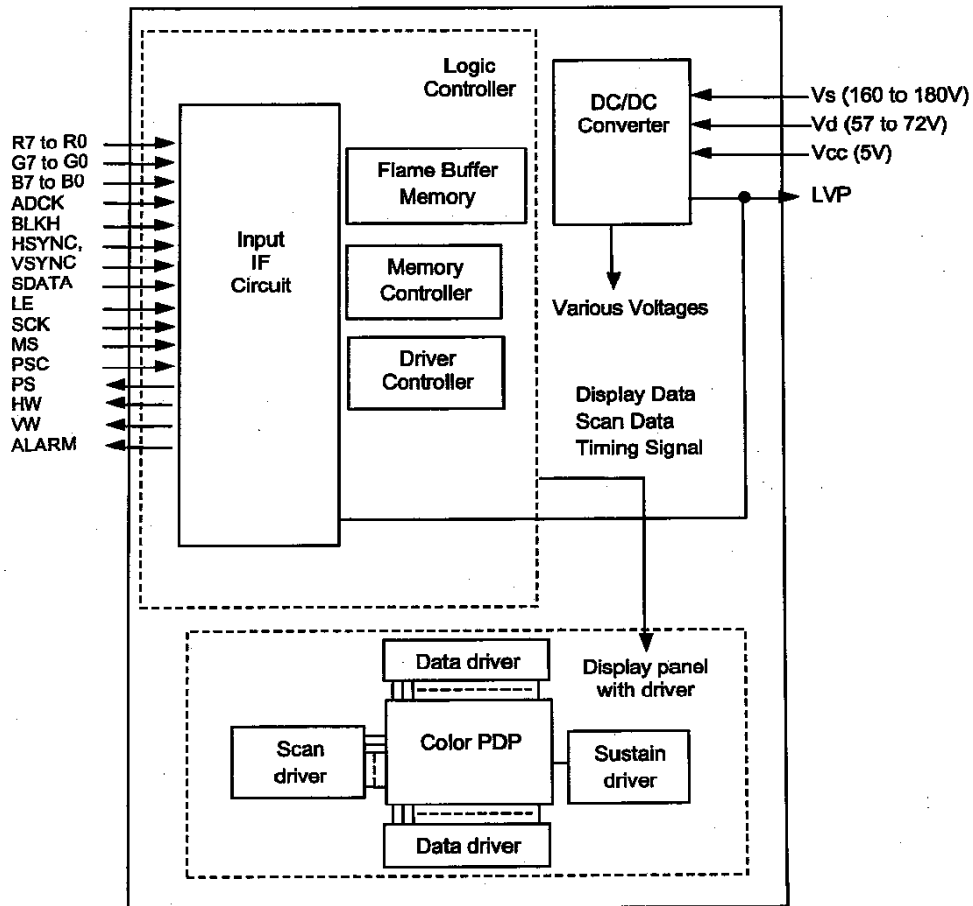 Logic
Controller
R7 to R0
G7 to G0
B7 to B0
ADCK
BLKH
HSYNC,
VSYNC
SDATA
LE
SCK
MS
PSC
PS
HW
VW
ALARM
Input
IF
Circuit
Flame Buffer
Memory
Memory
Controller
Driver
Controller
DC/DC
Converter
Vs (160 to 180V)
Vd (57 to 72V)
Vcc (5V)
LVP
Various Voltages
Display Data
Scan Data
Timing Signal
Data driver
Display panel
with driver
Scan
driver
Color PDP
Sustain
driver
Data driver